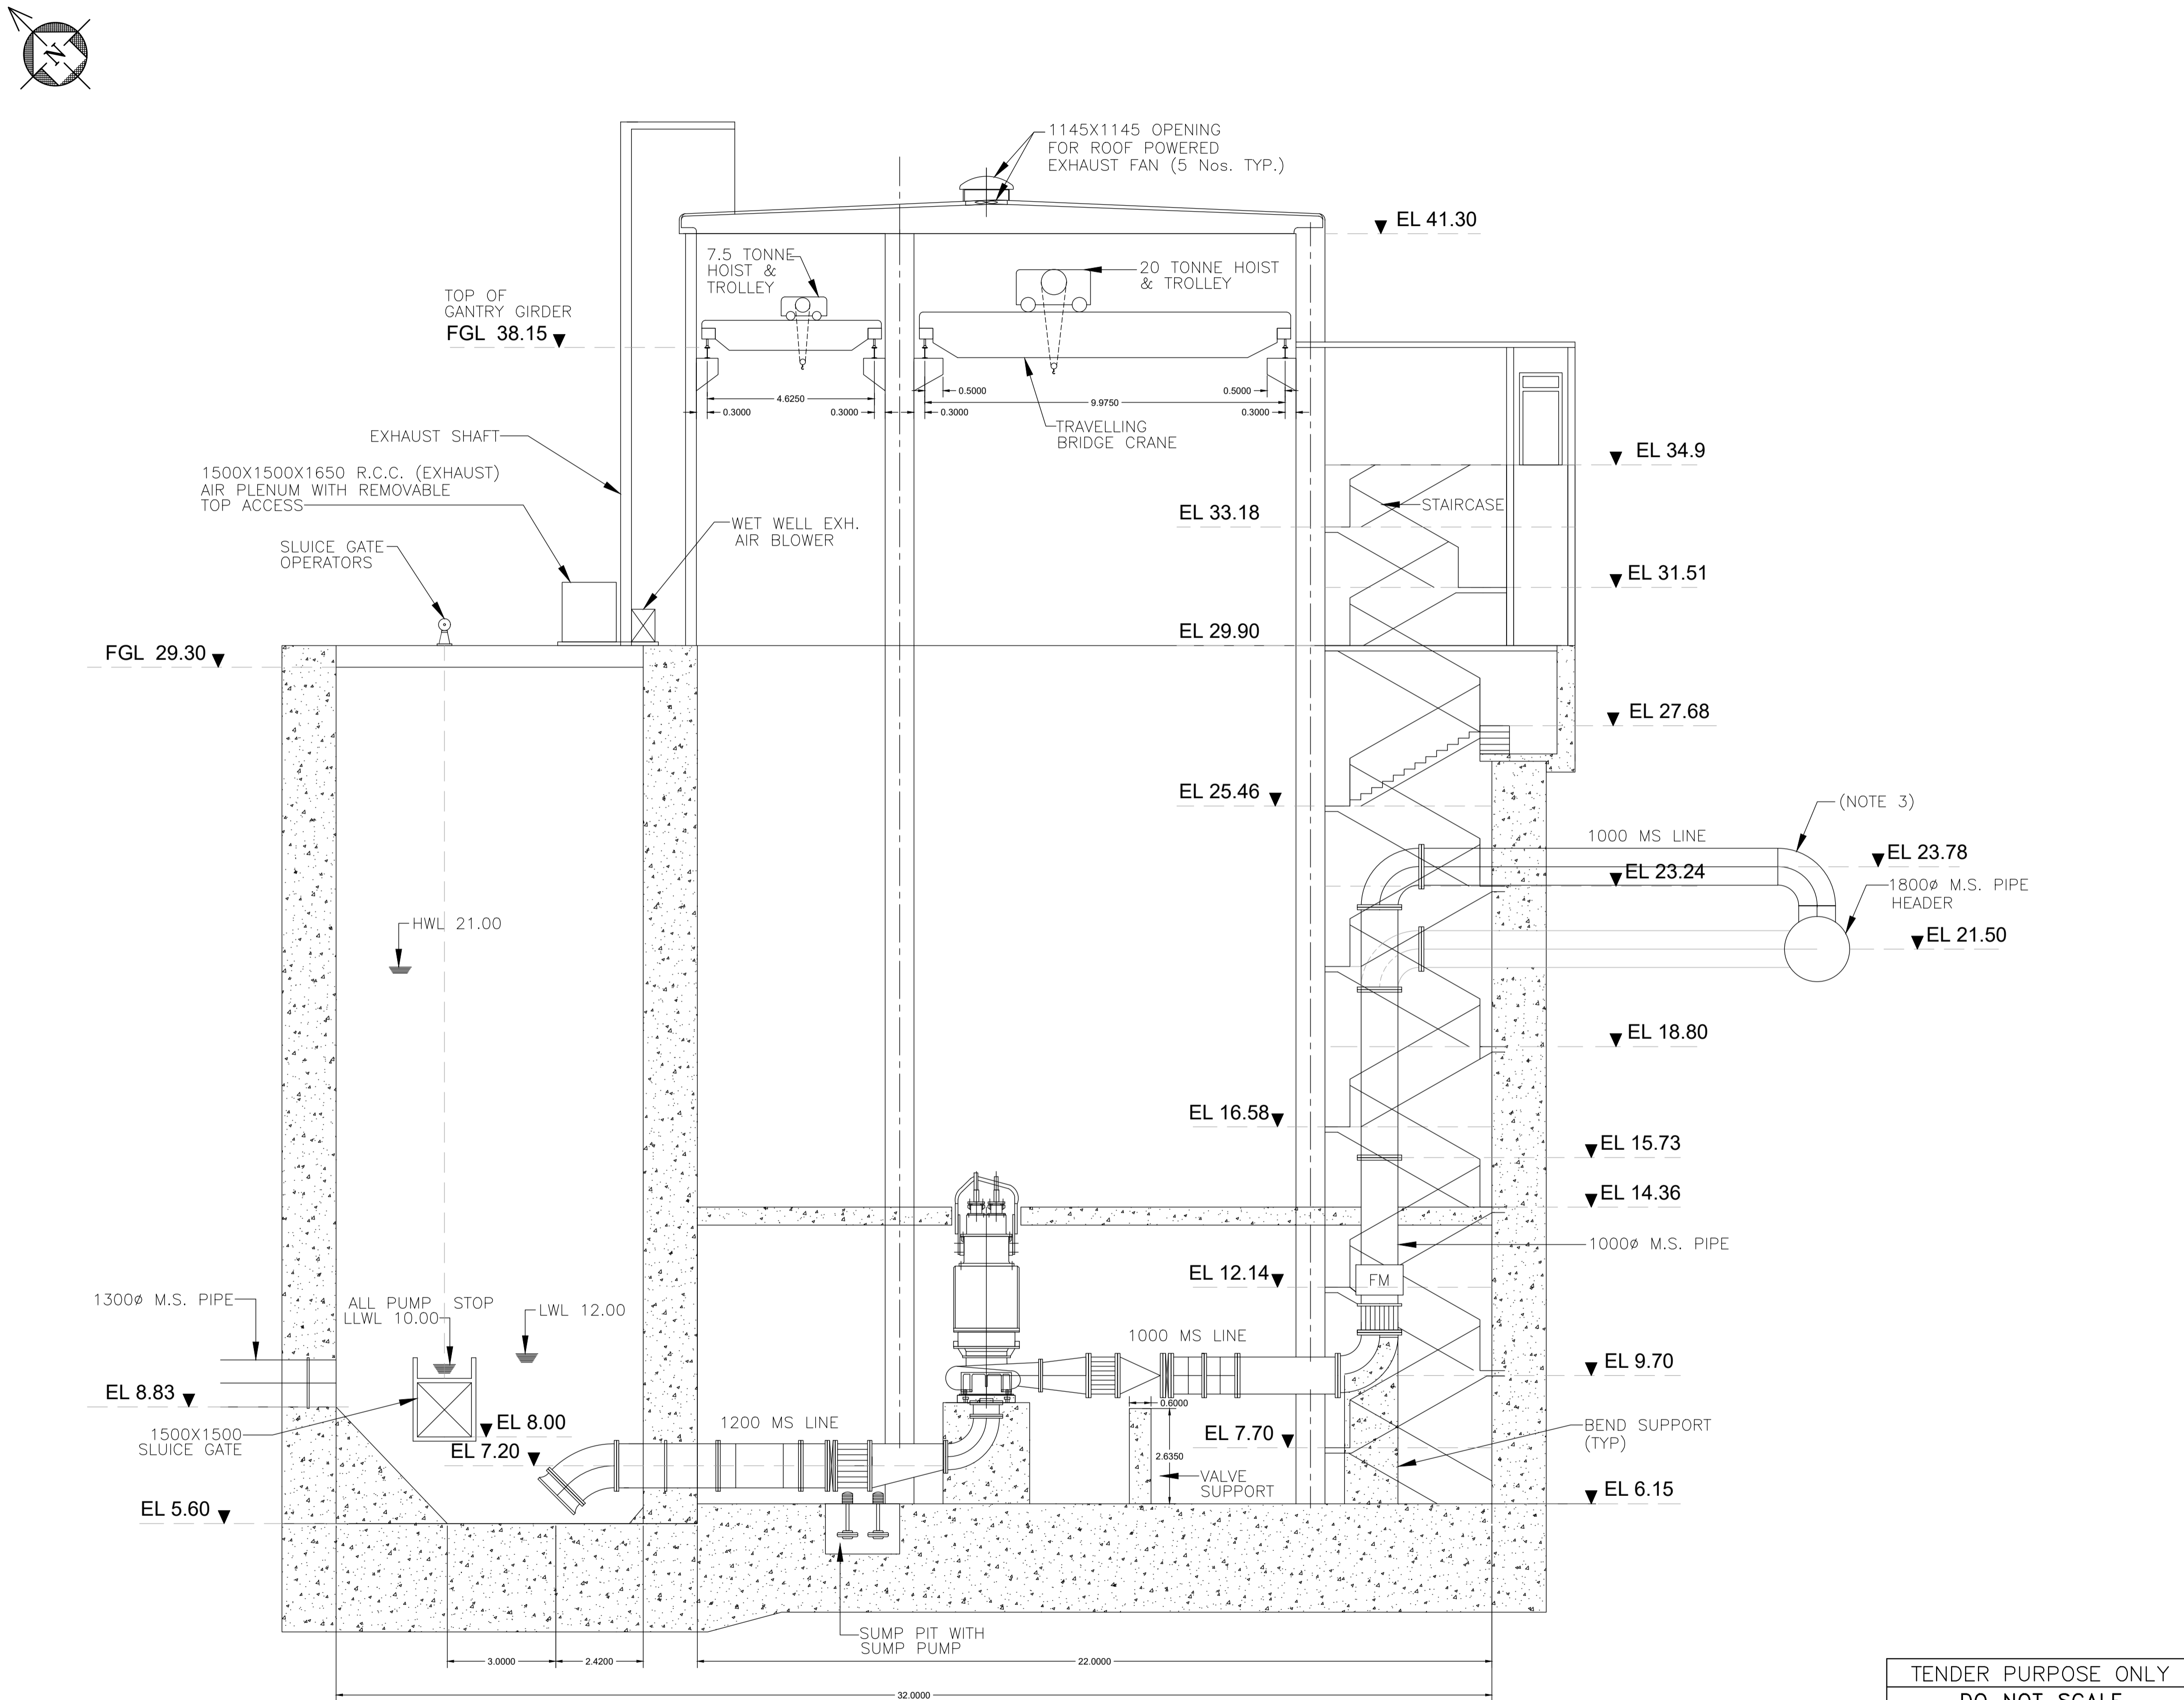 N
1145X1145 OPENING
FOR ROOF POWERED
EXHAUST FAN (5 Nos. TYP.)
EL 41.30
7.5 TONNE
HOIST &
TROLLEY
20 TONNE HOIST
& TROLLEY
TOP OF
GANTRY GIRDER
FGL 38.15
0.5000
0.5000
4.6250
9.9750
0.3000
0.3000
0.3000
0.3000
TRAVELLING
BRIDGE CRANE
EXHAUST SHAFT
EL 34.9
1500X1500X1650 R.C.C. (EXHAUST)
AIR PLENUM WITH REMOVABLE
TOP ACCESS
STAIRCASE
EL 33.18
WET WELL EXH.
AIR BLOWER
SLUICE GATE
OPERATORS
EL 31.51
EL 29.90
FGL 29.30
EL 27.68
EL 25.46
(NOTE 3)
1000 MS LINE
EL 23.78
EL 23.24
1800ø M.S. PIPE
HEADER
HWL 21.00
EL 21.50
EL 18.80
EL 16.58
EL 15.73
EL 14.36
1000ø M.S. PIPE
EL 12.14
FM
1300ø M.S. PIPE
ALL PUMP STOP
LLWL 10.00
LWL 12.00
1000 MS LINE
EL 9.70
EL 8.83
0.6000
1500X1500
SLUICE GATE
EL 8.00
1200 MS LINE
BEND SUPPORT
(TYP)
EL 7.20
EL 7.70
2.6350
VALVE
SUPPORT
EL 6.15
EL 5.60
SUMP PIT WITH
SUMP PUMP
3.0000
2.4200
22.0000
32.0000
TENDER PURPOSE ONLY
DO NOT SCALE